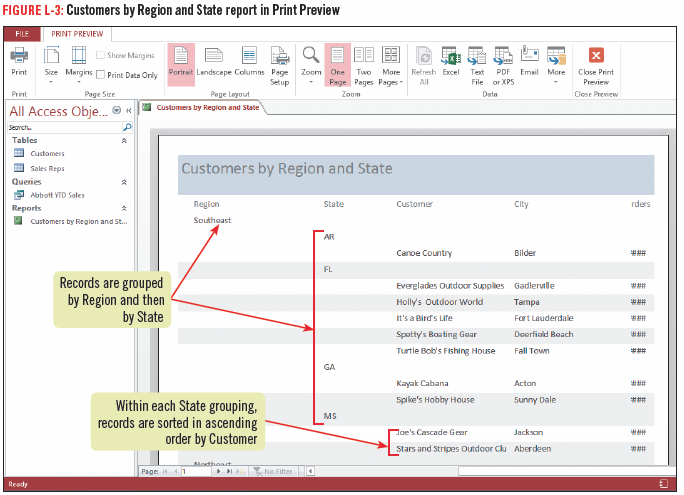 FIGURE L-3: Customers by Region and State report in Print Preview
FILE PRINT PREVIEW
Print Size Margins Show Margins Print Data Only Portrait Landscape Columns Page Setup Zoom One Page Two Pages More Pages Refresh All Excel Text File PDF or XPS Email More Close Print Preview
Print Page Size Page Layout Zoom Data Close Preview
All Access Obje... «
Customers by Region and State
Search...
Tables
Customers
Sales Reps
Queries
Abbott YTD Sales
Reports
Customers by Region and St...
Customers by Region and State
Region State Customer City rders
Southeast
AR
Canoe Country Bilder ###
FL
Everglades Outdoor Supplies Gadlerville ###
Holly's Outdoor World Tampa ###
It's a Bird's Life Fort Lauderdale ###
Spetty's Boating Gear Deerfield Beach ###
Turtle Bob's Fishing House Fall Town ###
GA
Kayak Cabana Acton ###
Spike's Hobby House Sunny Dale ###
MS
Joe's Cascade Gear Jackson ###
Stars and Stripes Outdoor Clu Aberdeen ###
Northeast
Records are grouped
by Region and then
by State
Within each State grouping,
records are sorted in ascending
order by Customer
Page: 1 No Filter
Ready